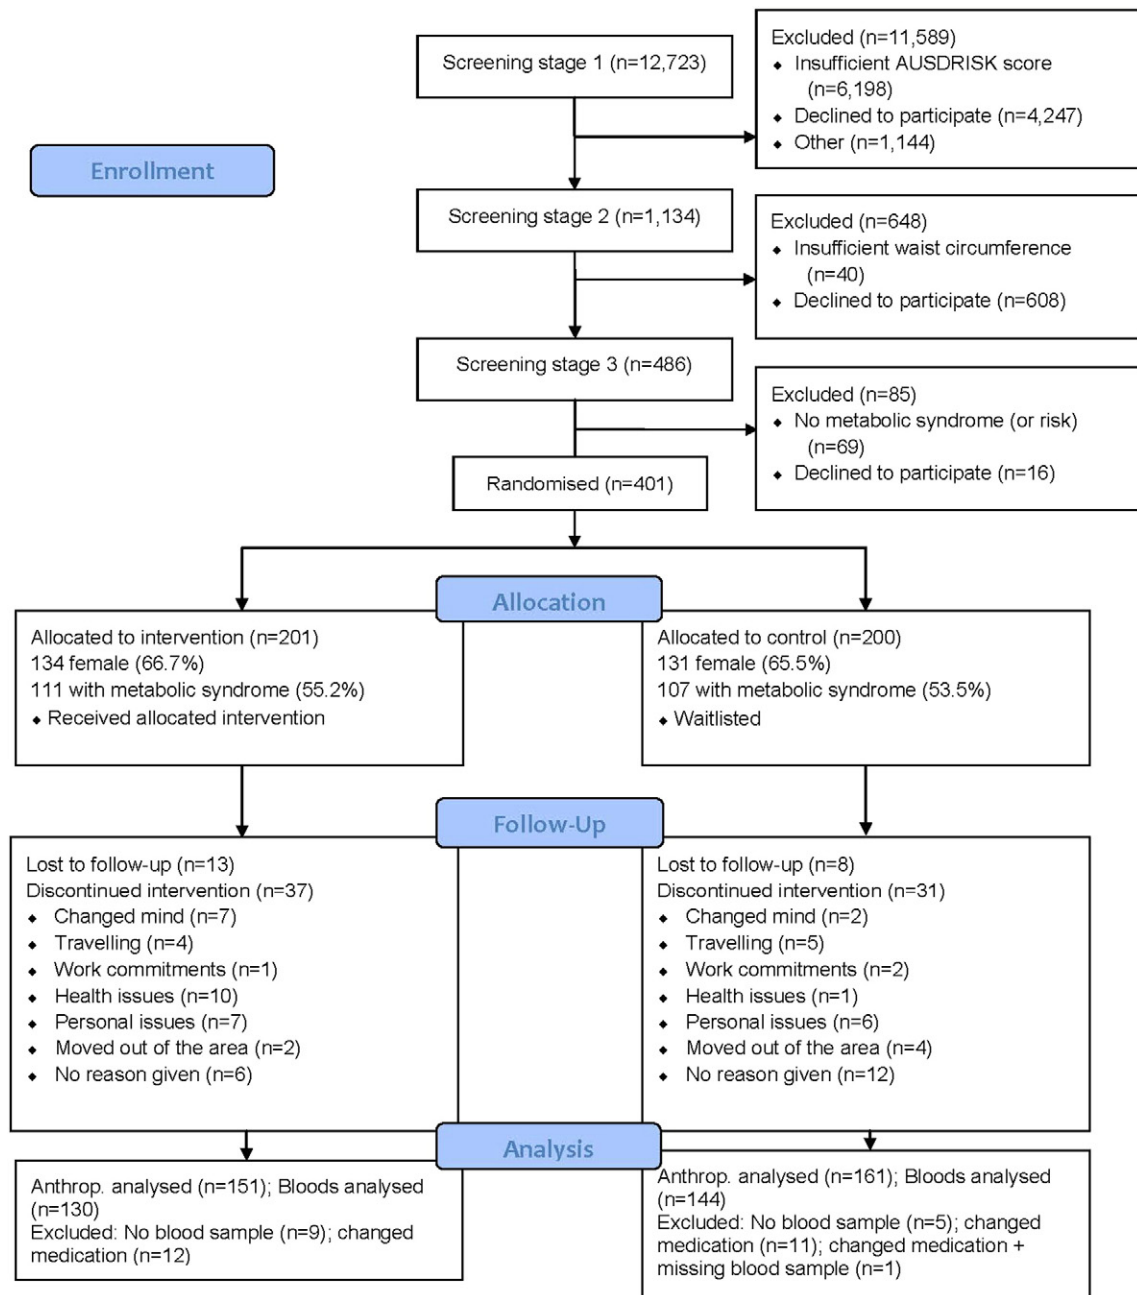 Screening stage 1 (n=12,723)
Excluded (n=11,589)
◆ Insufficient AUSDRISK score
(n=6,198)
◆ Declined to participate (n=4,247)
◆ Other (n=1,144)
Enrollment
Screening stage 2 (n=1,134)
Excluded (n=648)
◆ Insufficient waist circumference
(n=40)
◆ Declined to participate (n=608)
Screening stage 3 (n=486)
Excluded (n=85)
◆ No metabolic syndrome (or risk)
(n=69)
◆ Declined to participate (n=16)
Randomised (n=401)
Allocation
Allocated to intervention (n=201)
134 female (66.7%)
111 with metabolic syndrome (55.2%)
◆ Received allocated intervention
Allocated to control (n=200)
131 female (65.5%)
107 with metabolic syndrome (53.5%)
◆ Waitlisted
Follow-Up
Lost to follow-up (n=13)
Discontinued intervention (n=37)
◆ Changed mind (n=7)
◆ Travelling (n=4)
◆ Work commitments (n=1)
◆ Health issues (n=10)
◆ Personal issues (n=7)
◆ Moved out of the area (n=2)
◆ No reason given (n=6)
Lost to follow-up (n=8)
Discontinued intervention (n=31)
◆ Changed mind (n=2)
◆ Travelling (n=5)
◆ Work commitments (n=2)
◆ Health issues (n=1)
◆ Personal issues (n=6)
◆ Moved out of the area (n=4)
◆ No reason given (n=12)
Analysis
Anthrop. analysed (n=151); Bloods analysed
(n=130)
Excluded: No blood sample (n=9); changed
medication (n=12)
Anthrop. analysed (n=161); Bloods analysed
(n=144)
Excluded: No blood sample (n=5); changed
medication (n=11); changed medication +
missing blood sample (n=1)